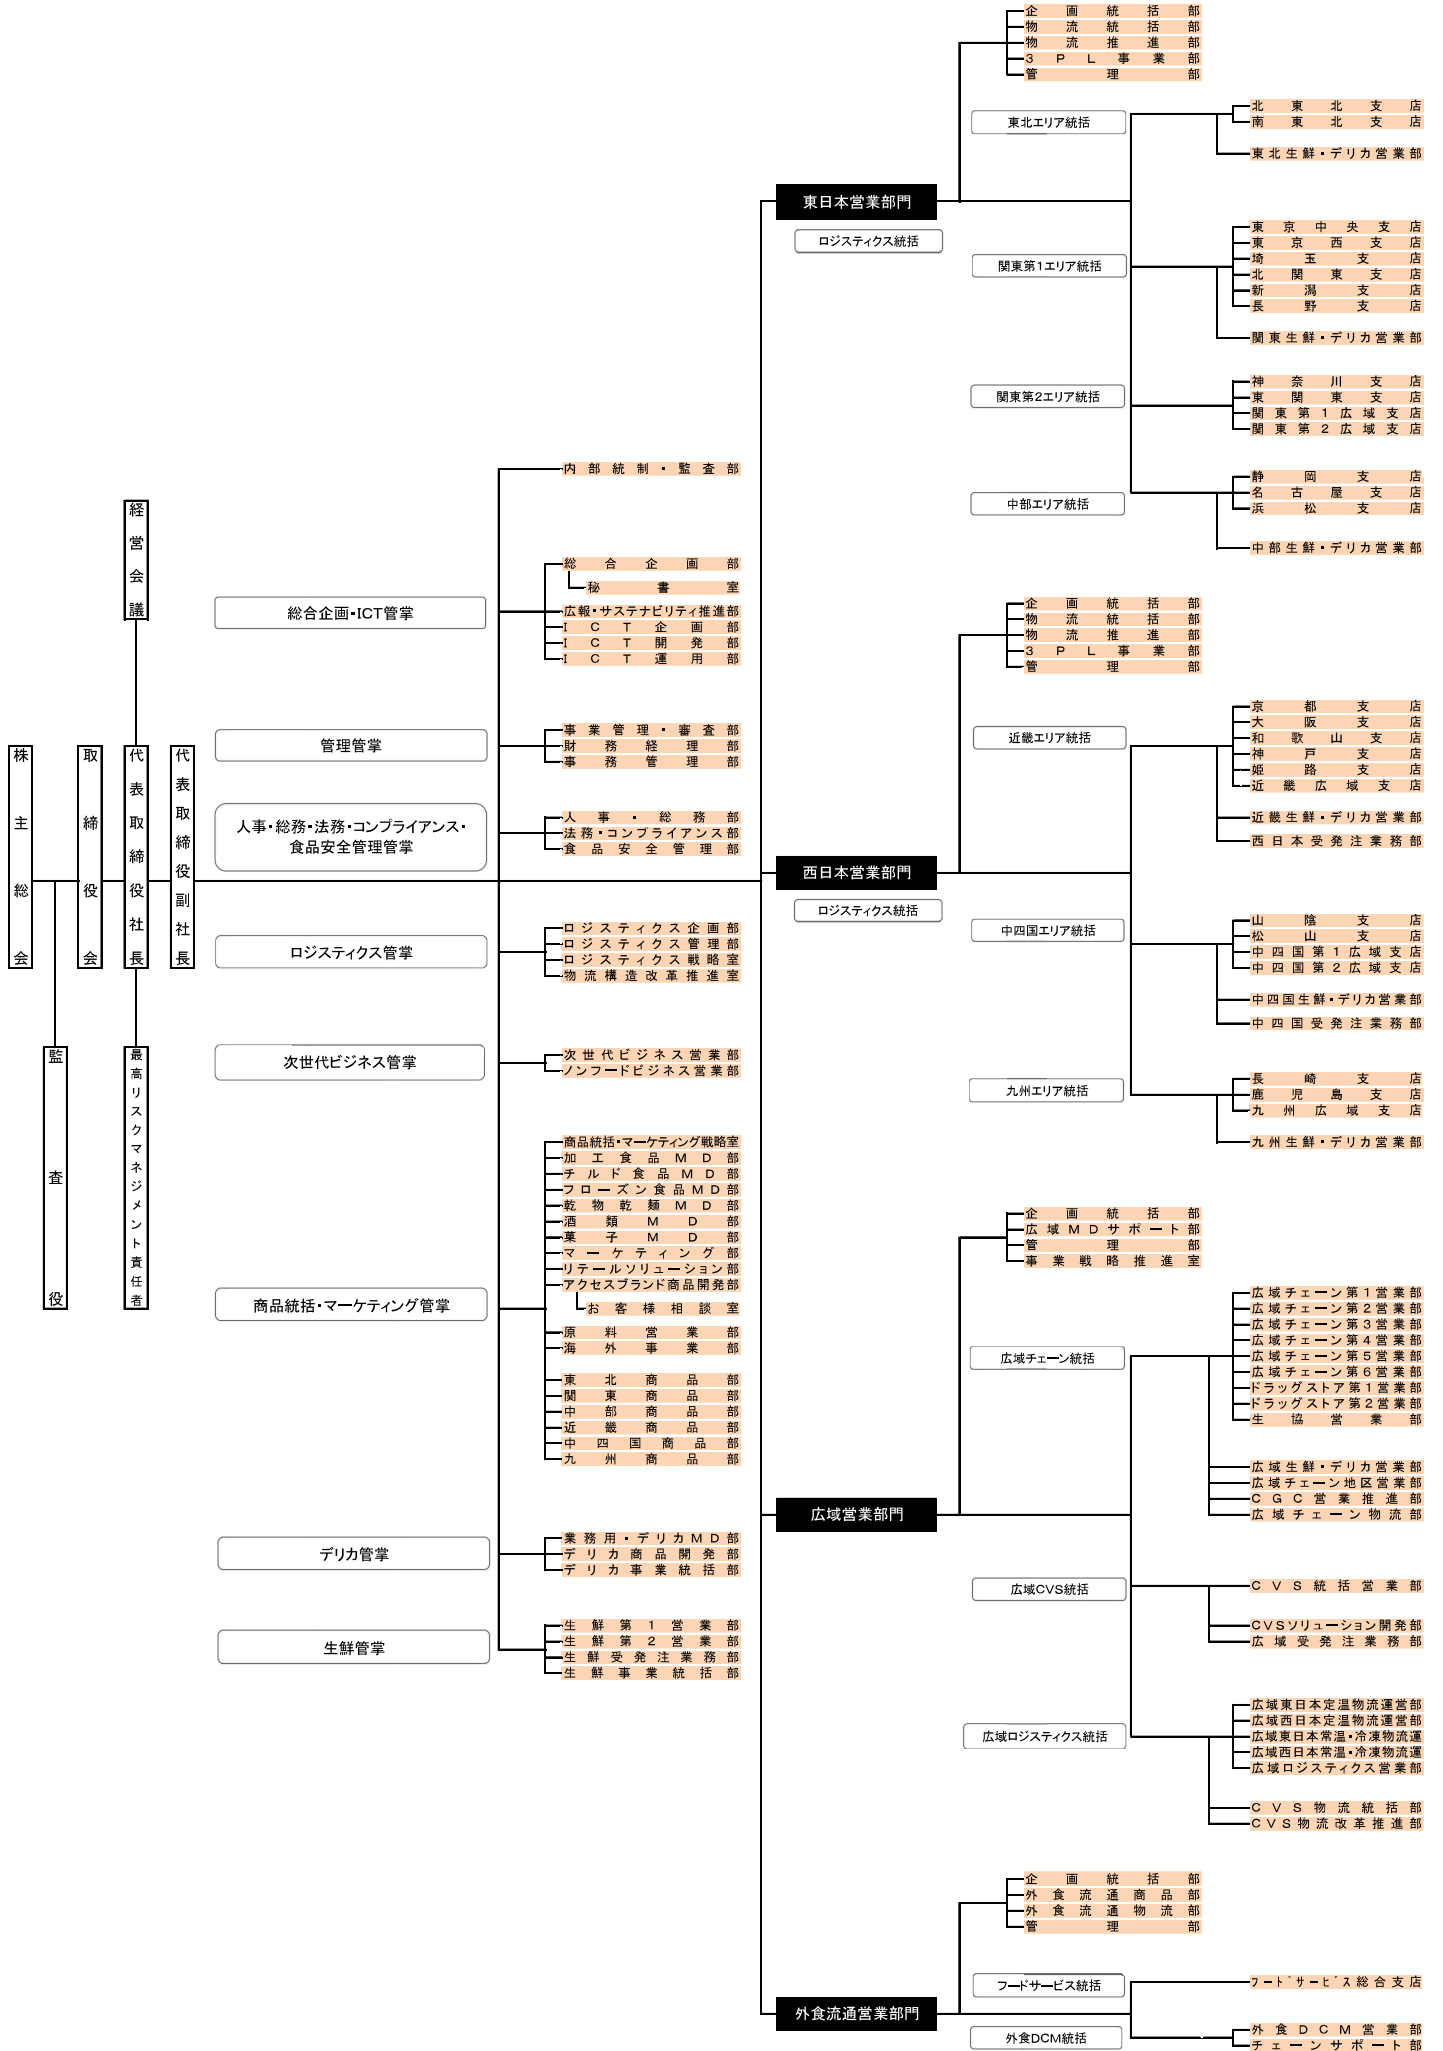 株主総会
監査役
取締役会
経営会議
代表取締役社長
最高リスクマネジメント責任者
代表取締役副社長
内部統制・監査部
総合企画・ICT管掌
総合企画部
秘書室
広報・サステナビリティ推進部
ICT企画部
ICT開発部
ICT運用部
管理管掌
事業管理・審査部
財務経理部
事務管理部
人事・総務・法務・コンプライアンス・
食品安全管理管掌
人事・総務部
法務・コンプライアンス部
食品安全管理部
ロジスティクス管掌
ロジスティクス企画部
ロジスティクス管理部
ロジスティクス戦略室
物流構造改革推進室
次世代ビジネス管掌
次世代ビジネス営業部
ノンフードビジネス営業部
商品統括・マーケティング管掌
商品統括・マーケティング戦略室
加工食品MD部
チルド食品MD部
フローズン食品MD部
乾物乾麺MD部
酒類MD部
菓子MD部
マーケティング部
リテールソリューション部
アクセスブランド商品開発部
お客様相談室
原料営業部
海外事業部
東北商品部
関東商品部
中部商品部
近畿商品部
中四国商品部
九州商品部
デリカ管掌
業務用・デリカMD部
デリカ商品開発部
デリカ事業統括部
生鮮管掌
生鮮第1営業部
生鮮第2営業部
生鮮受発注業務部
生鮮事業統括部
東日本営業部門
ロジスティクス統括
企画統括部
物流統括部
物流推進部
3PL事業部
管理部
東北エリア統括
北東北支店
南東北支店
東北生鮮・デリカ営業部
関東第1エリア統括
東京中央支店
東京西支店
埼玉支店
北関東支店
新潟支店
長野支店
関東生鮮・デリカ営業部
関東第2エリア統括
神奈川支店
東関東支店
関東第1広域支店
関東第2広域支店
中部エリア統括
静岡支店
名古屋支店
浜松支店
中部生鮮・デリカ営業部
西日本営業部門
ロジスティクス統括
企画統括部
物流統括部
物流推進部
3PL事業部
管理部
近畿エリア統括
京都支店
大阪支店
和歌山支店
神戸支店
姫路支店
近畿広域支店
近畿生鮮・デリカ営業部
西日本受発注業務部
中四国エリア統括
山陰支店
松山支店
中四国第1広域支店
中四国第2広域支店
中四国生鮮・デリカ営業部
中四国受発注業務部
九州エリア統括
長崎支店
鹿児島支店
九州広域支店
九州生鮮・デリカ営業部
広域営業部門
企画統括部
広域MDサポート部
管理部
事業戦略推進室
広域チェーン統括
広域チェーン第1営業部
広域チェーン第2営業部
広域チェーン第3営業部
広域チェーン第4営業部
広域チェーン第5営業部
広域チェーン第6営業部
ドラッグストア第1営業部
ドラッグストア第2営業部
生協営業部
広域生鮮・デリカ営業部
広域チェーン地区営業部
CGC営業推進部
広域チェーン物流部
広域CVS統括
CVS統括営業部
CVSソリューション開発部
広域受発注業務部
広域ロジスティクス統括
広域東日本定温物流運営部
広域西日本定温物流運営部
広域東日本常温・冷凍物流運
広域西日本常温・冷凍物流運
広域ロジスティクス営業部
CVS物流統括部
CVS物流改革推進部
外食流通営業部門
企画統括部
外食流通商品部
外食流通物流部
管理部
フードサービス統括
ﾌｰﾄﾞｻｰﾋﾞｽ総合支店
外食DCM統括
外食DCM営業部
チェーンサポート部